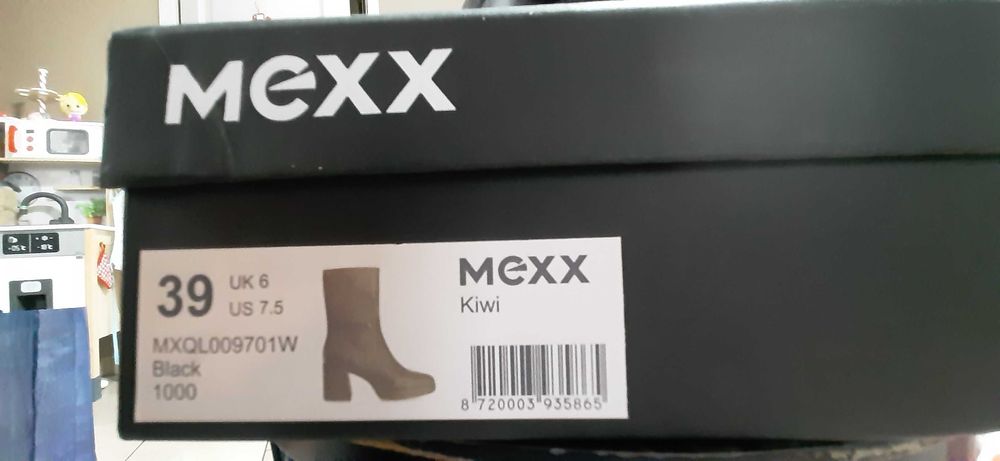 MEXX
39
UK 6
US 7.5
MXQL009701W
Black
1000
MEXX
Kiwi
8 720003 935865